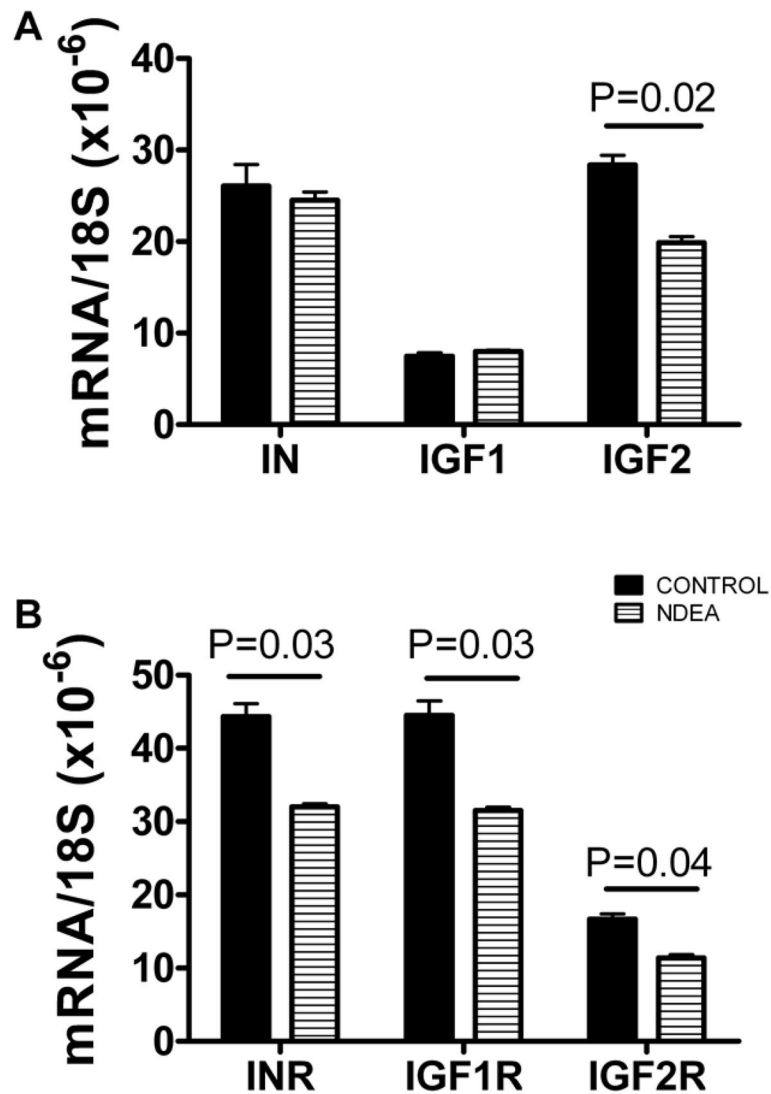 A
mRNA/18S (x10⁻⁶)
40
30
20
10
0
P=0.02
IN IGF1 IGF2
CONTROL
NDEA
B
mRNA/18S (x10⁻⁶)
50
40
30
20
10
0
P=0.03 P=0.03
P=0.04
INR IGF1R IGF2R